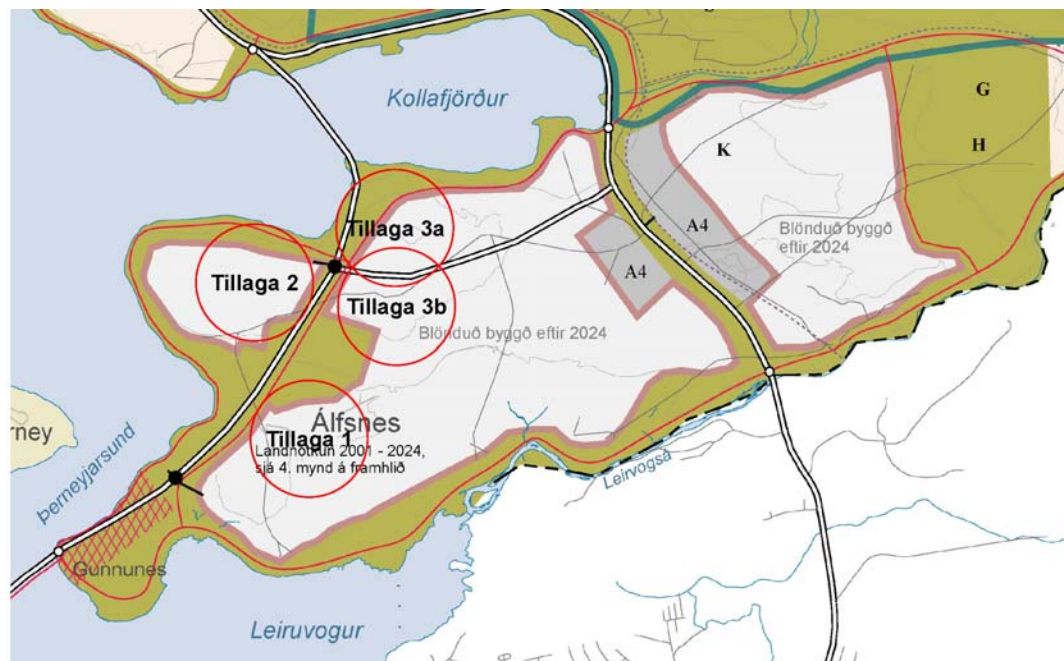 Kollafjörður
G
H
K
Tillaga 3a
A4
Blönduð byggð
eftir 2024
A4
Tillaga 2
Tillaga 3b
Blönduð byggð eftir 2024
Álfsnes
Tillaga 1
Landnotkun 2001 - 2024,
sjá 4. mynd á framhlið
rney
Þerneyjarsund
Leirvogsá
Gunnunes
Leiruvogur